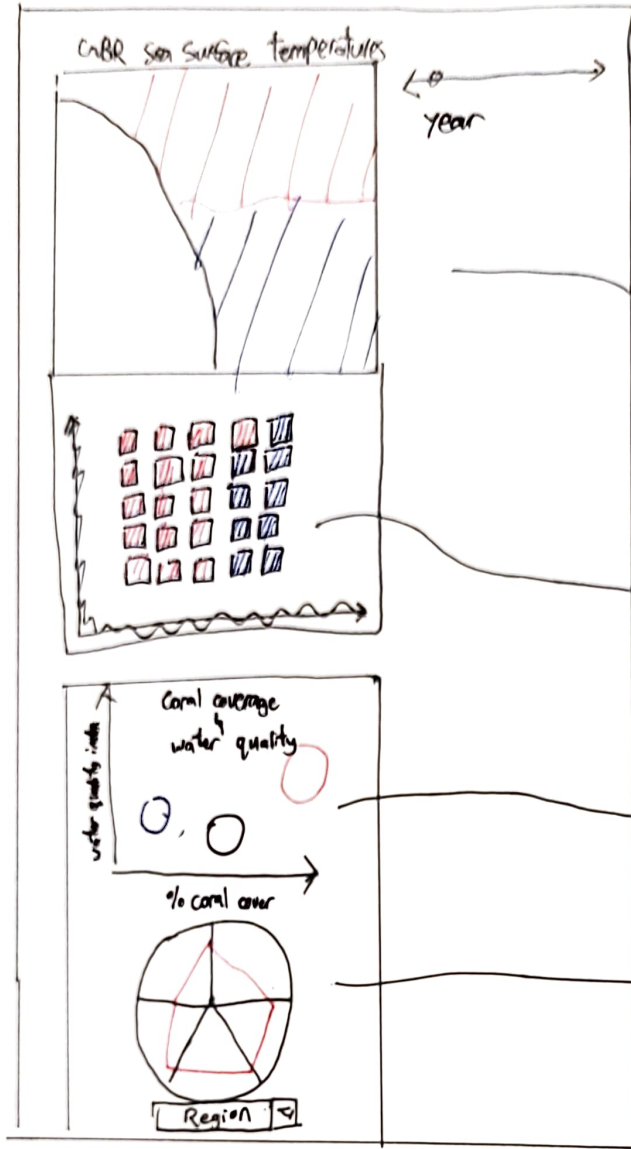 GBR sea surface temperatures
year
Coral coverage
&
water quality
water quality index
% coral cover
Region